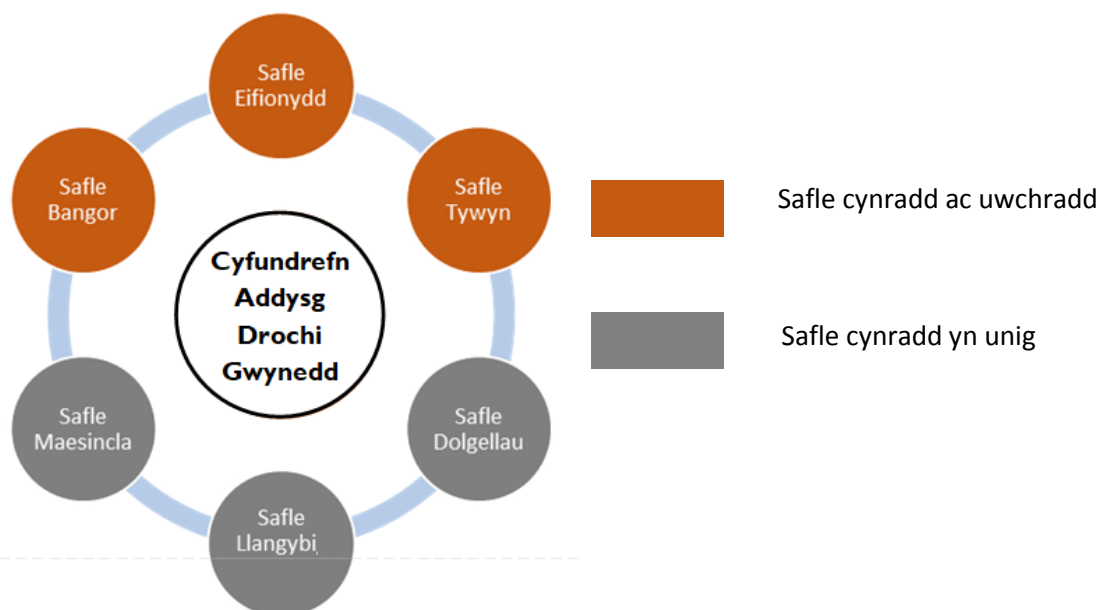 Safle
Eifionydd
Safle
Bangor
Safle
Tywyn
Cyfundrefn
Addysg
Drochi
Gwynedd
Safle
Maesincla
Safle
Dolgellau
Safle
Llangybi
Safle cynradd ac uwchradd
Safle cynradd yn unig